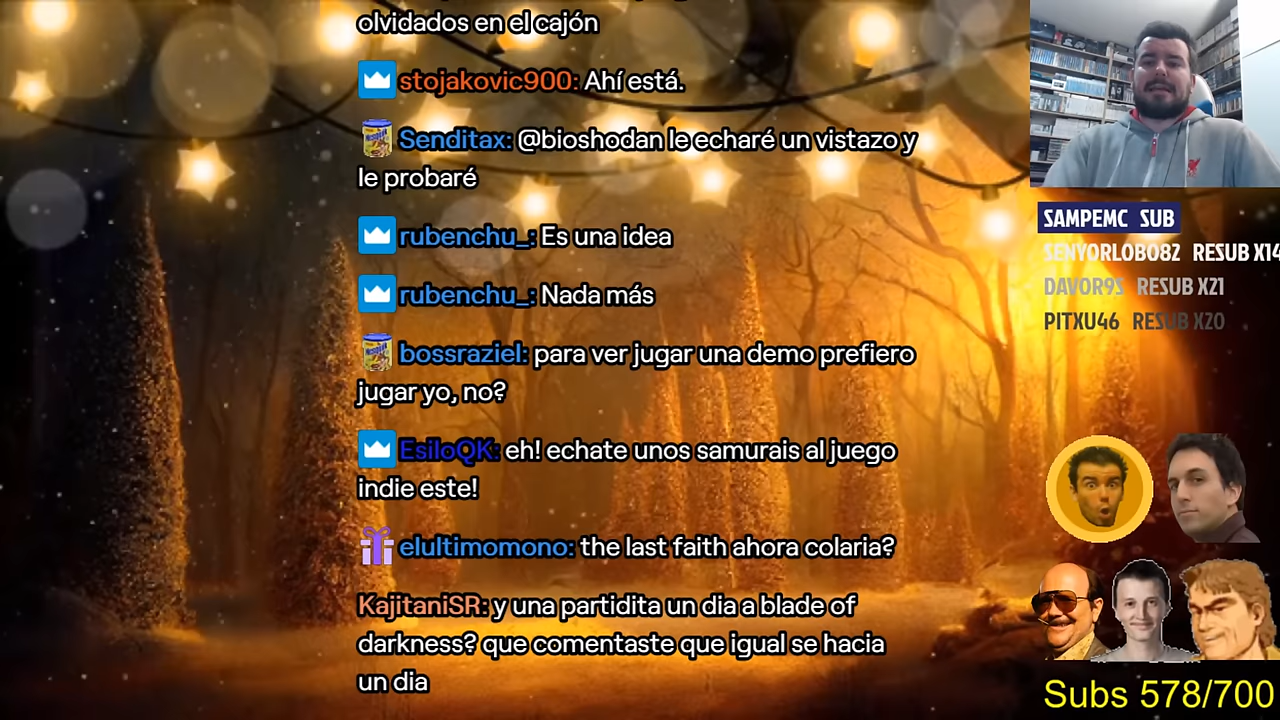 olvidados en el cajón
stojakovic900: Ahí está.
Senditax: @bioshodan le echaré un vistazo y
le probaré
rubenchu_: Es una idea
rubenchu_: Nada más
bossraziel: para ver jugar una demo prefiero
jugar yo, no?
EsiloQK: eh! echate unos samurais al juego
indie este!
elultimomono: the last faith ahora colaria?
KajitaniSR: y una partidita un dia a blade of
darkness? que comentaste que igual se hacia
un dia
SAMPEMC SUB
SENYORLOBO82 RESUB X14
DAVOR9S RESUB X21
PITXU46 RESUB X20
Subs 578/700